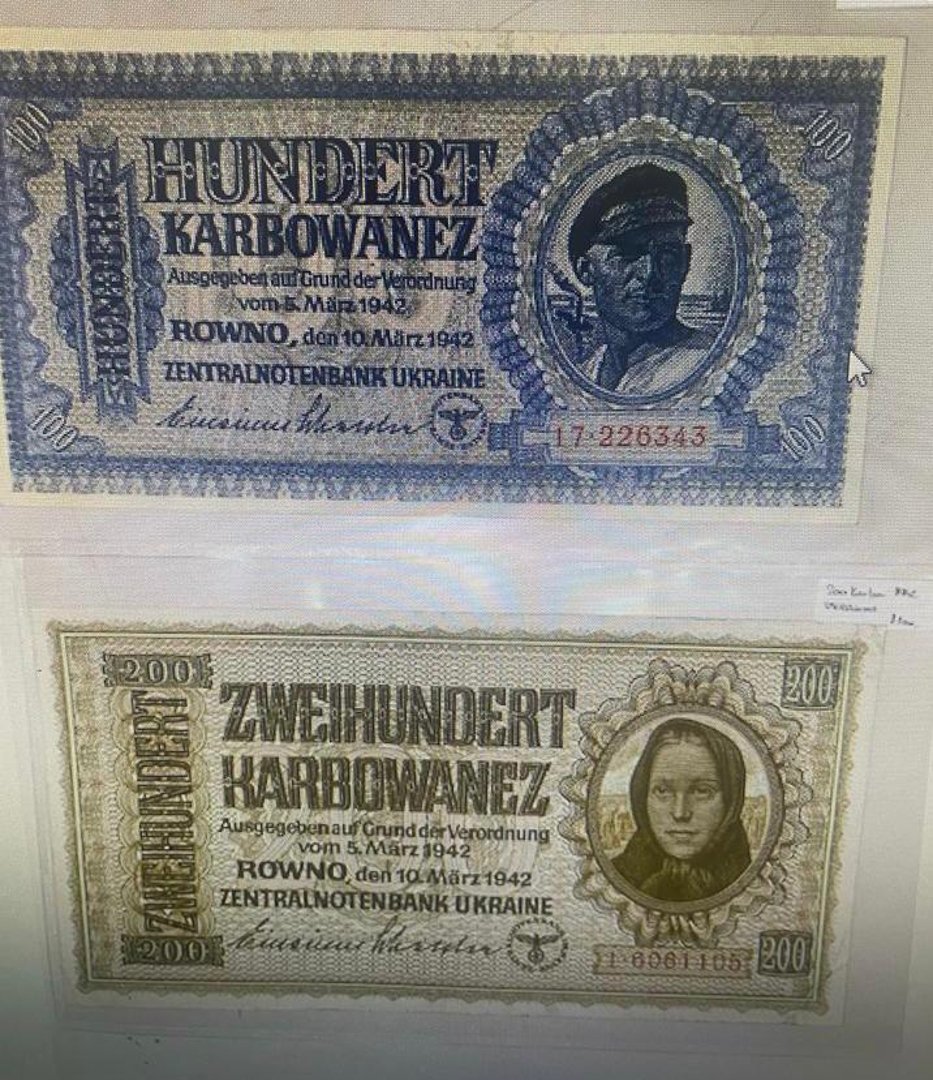 100
100
HUNDERT
HUNDERT
KARBOWANEZ
Ausgegeben auf Grund der Verordnung
vom 5. März 1942
ROWNO, den 10. März 1942
ZENTRALNOTENBANK UKRAINE
17·226343
100
100
200
200
ZWEIHUNDERT
ZWEIHUNDERT
KARBOWANEZ
Ausgegeben auf Grund der Verordnung
vom 5. März 1942
ROWNO, den 10. März 1942
ZENTRALNOTENBANK UKRAINE
1·6061105
200
200